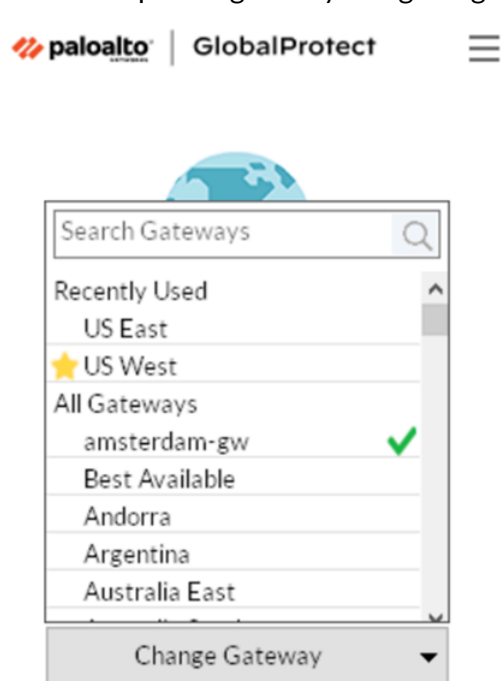 paloalto NETWORKS | GlobalProtect
Search Gateways
Recently Used
US East
US West
All Gateways
amsterdam-gw
Best Available
Andorra
Argentina
Australia East
Change Gateway